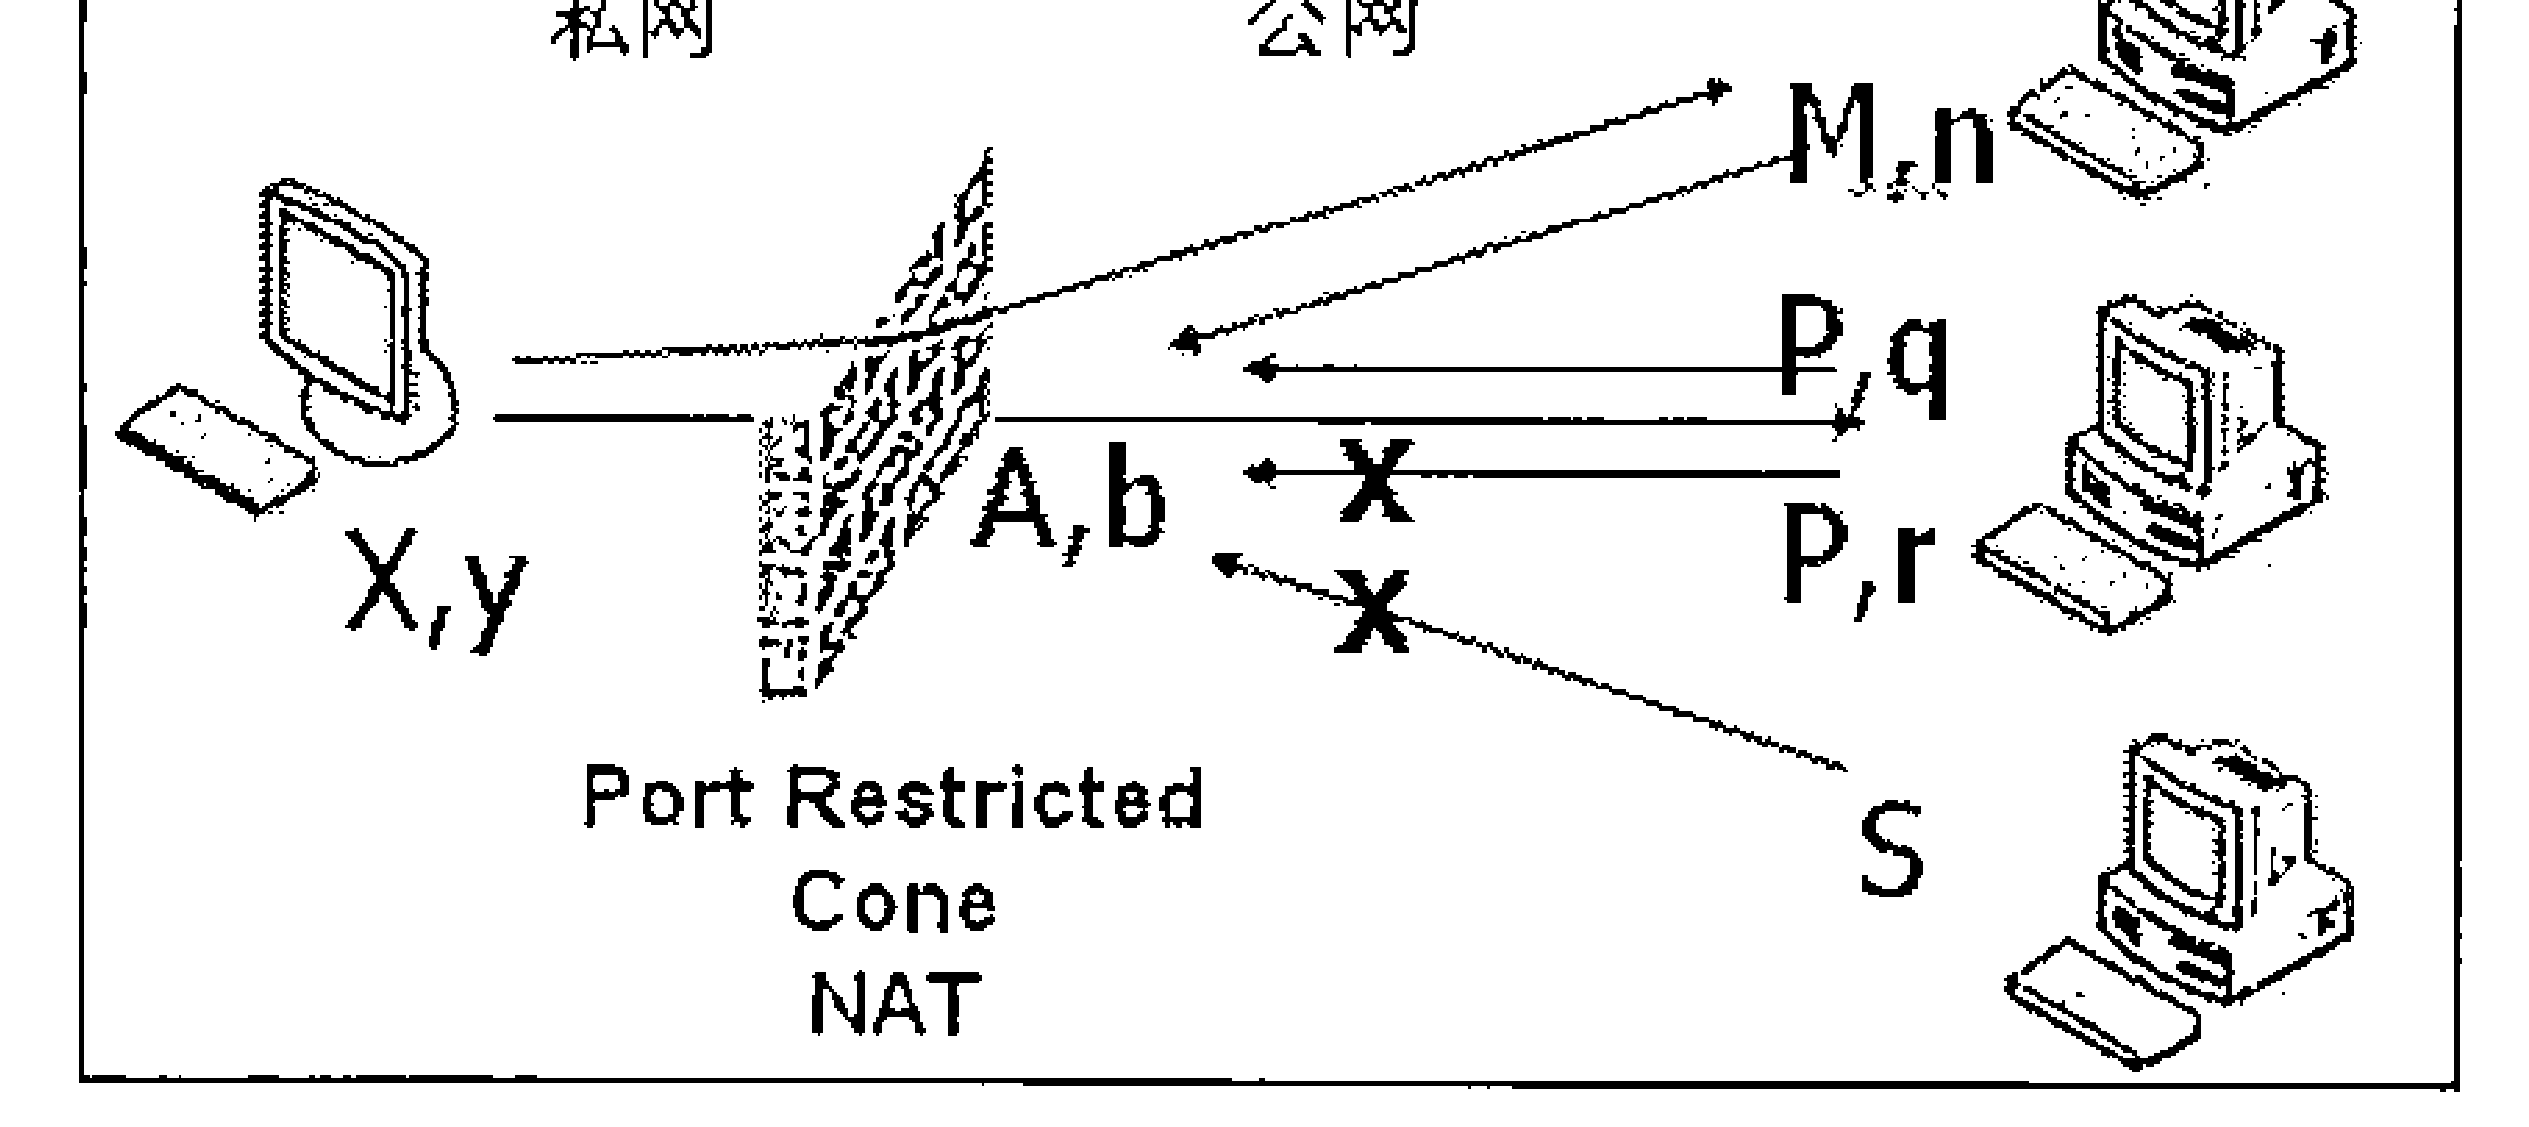 私网
公网
M,n
P,q
A,b
X
P,r
X,y
X
S
Port Restricted
Cone
NAT